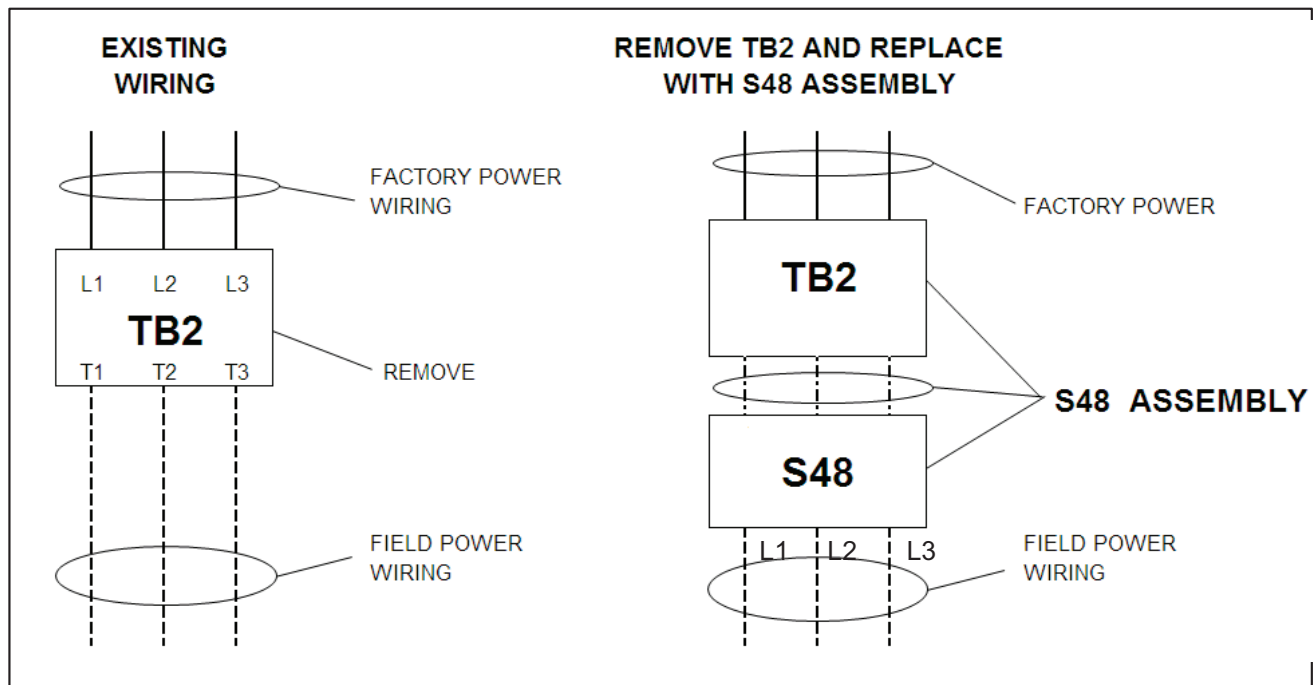 EXISTING
WIRING
FACTORY POWER
WIRING
L1 L2 L3
TB2
T1 T2 T3
REMOVE
FIELD POWER
WIRING
REMOVE TB2 AND REPLACE
WITH S48 ASSEMBLY
FACTORY POWER
TB2
S48 ASSEMBLY
S48
L1 L2 L3
FIELD POWER
WIRING